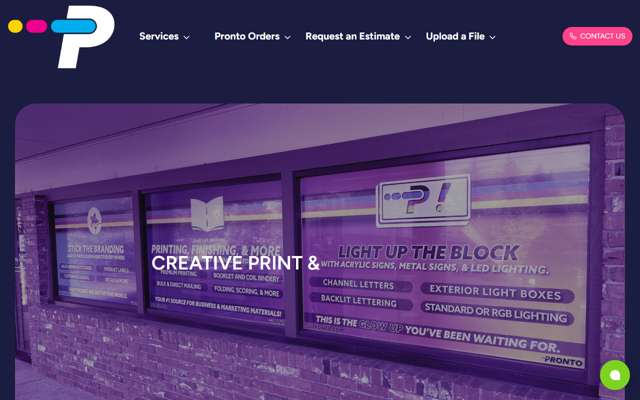 P
Services
Pronto Orders
Request an Estimate
Upload a File
CONTACT US
STICK THE BRANDING
PRINTING, FINISHING, & MORE
PREMIUM PRINTING
BOOKLET AND COIL BINDERY
BULK & DIRECT MAILING
FOLDING, SCORING, & MORE
YOUR #1 SOURCE FOR BUSINESS & MARKETING MATERIALS!
CREATIVE PRINT &
P!
LIGHT UP THE BLOCK
WITH ACRYLIC SIGNS, METAL SIGNS, & LED LIGHTING.
CHANNEL LETTERS
EXTERIOR LIGHT BOXES
BACKLIT LETTERING
STANDARD OR RGB LIGHTING
THIS IS THE GLOW UP YOU'VE BEEN WAITING FOR.
PRONTO